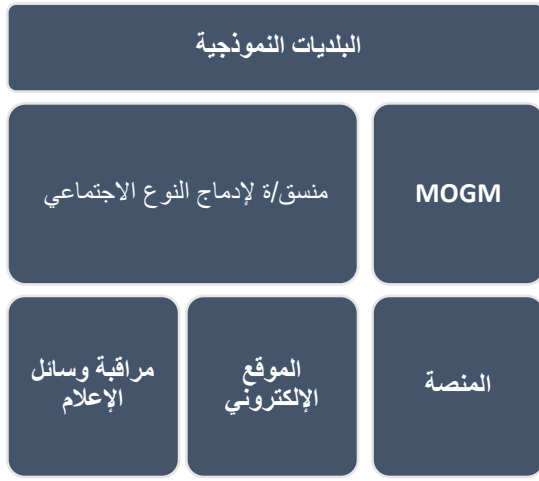 البلديات النموذجية
MOGM
منسق/ة لإدماج النوع الاجتماعي
المنصة
الموقع
الإلكتروني
مراقبة وسائل
الإعلام